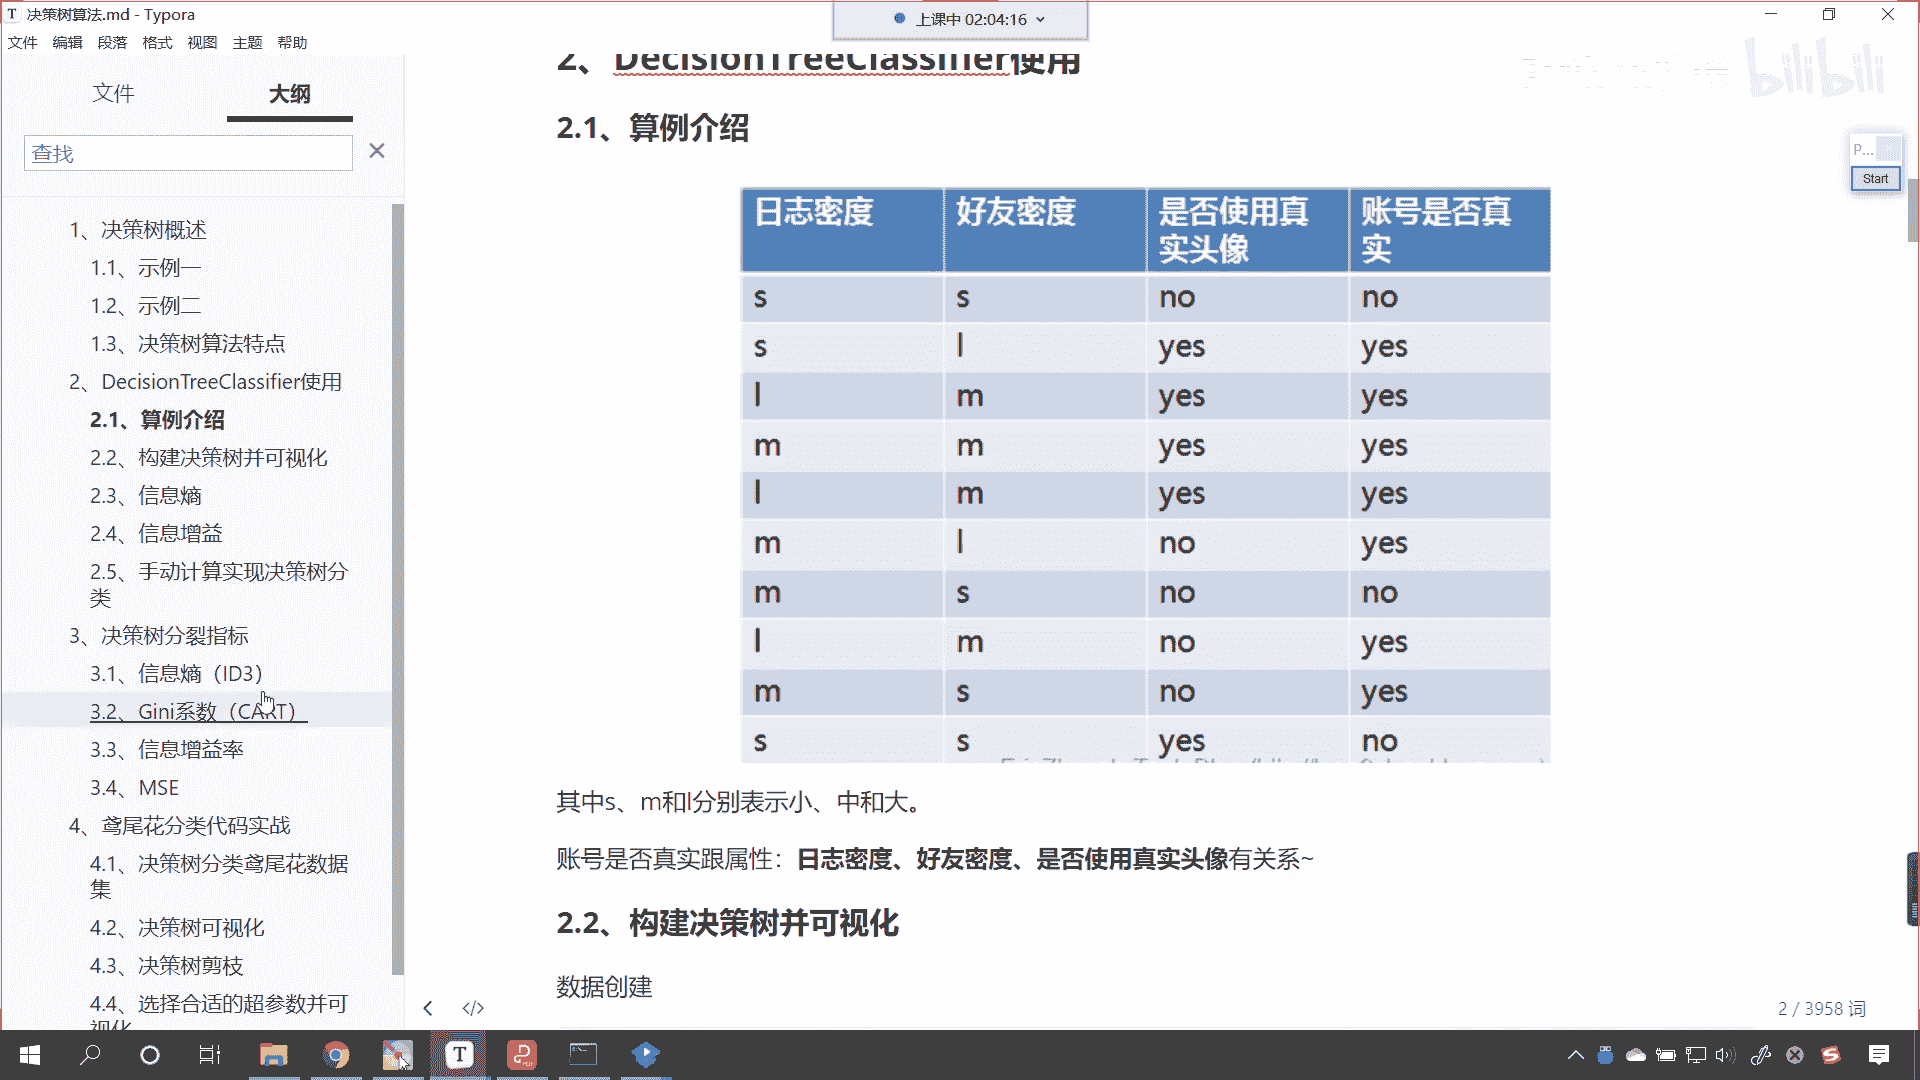 决策树算法.md - Typora
上课中 02:04:16
文件 编辑 段落 格式 视图 主题 帮助
文件 大纲
查找
1、决策树概述
1.1、示例一
1.2、示例二
1.3、决策树算法特点
2、DecisionTreeClassifier使用
2.1、算例介绍
2.2、构建决策树并可视化
2.3、信息熵
2.4、信息增益
2.5、手动计算实现决策树分
类
3、决策树分裂指标
3.1、信息熵（ID3）
3.2、Gini系数（CART）
3.3、信息增益率
3.4、MSE
4、鸢尾花分类代码实战
4.1、决策树分类鸢尾花数据
集
4.2、决策树可视化
4.3、决策树剪枝
4.4、选择合适的超参数并可
视化
2、DecisionTreeClassifier使用
2.1、算例介绍
日志密度 好友密度 是否使用真 账号是否真
实头像 实
s s no no
s l yes yes
l m yes yes
m m yes yes
l m yes yes
m l no yes
m s no no
l m no yes
m s no yes
s s yes no
其中s、m和l分别表示小、中和大。
账号是否真实跟属性：日志密度、好友密度、是否使用真实头像有关系~
2.2、构建决策树并可视化
数据创建
2 / 3958 词
bilibili
P...
Start